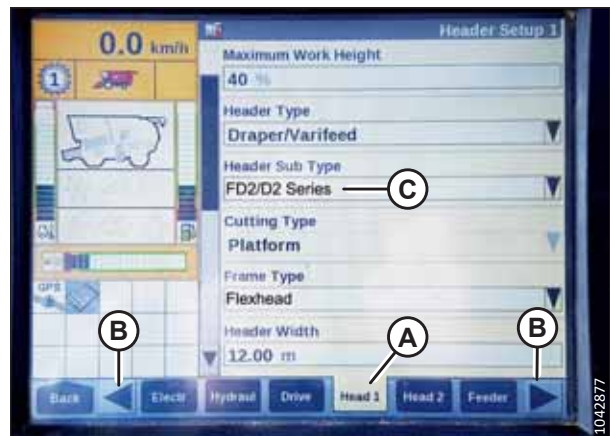 0.0 km/h
Header Setup 1
1
Maximum Work Height
40 %
Header Type
Draper/Varifeed
Header Sub Type
FD2/D2 Series
C
Cutting Type
Platform
Frame Type
Flexhead
GPS
Header Width
12.00 m
B
A
B
Back
Electr
Hydraul
Drive
Head 1
Head 2
Feeder
1042877